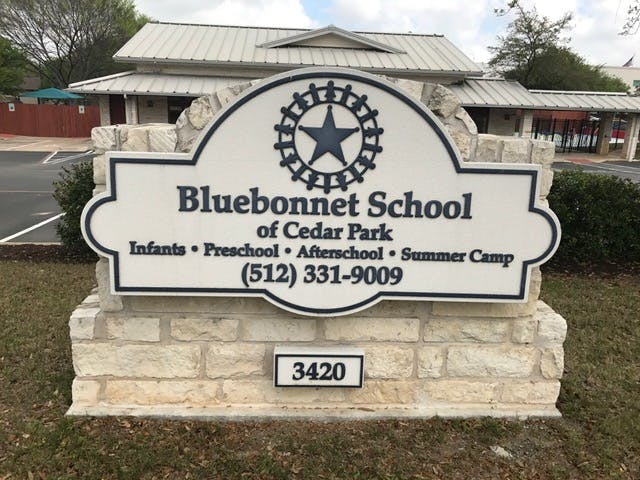 Bluebonnet School
of Cedar Park
Infants • Preschool • Afterschool • Summer Camp
(512) 331-9009
3420